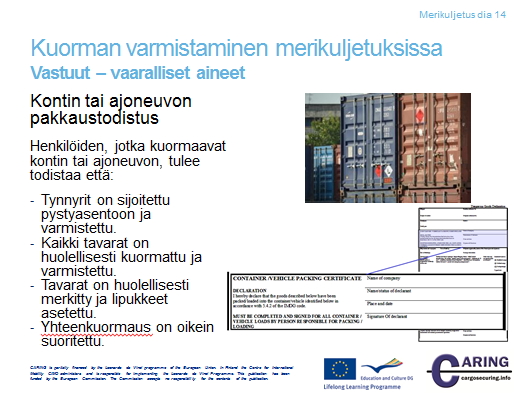 Merikuljetus dia 14
Kuorman varmistaminen merikuljetuksissa
Vastuut – vaaralliset aineet
Kontin tai ajoneuvon
pakkaustodistus
Henkilöiden, jotka kuormaavat
kontin tai ajoneuvon, tulee
todistaa että:
- Tynnyrit on sijoitettu
pystyasentoon ja
varmistettu.
- Kaikki tavarat on
huolellisesti kuormattu ja
varmistettu.
- Tavarat on huolellisesti
merkitty ja lipukkeet
asetettu.
- Yhteenkuormaus on oikein
suoritettu.
CONTAINER /VEHICLE PACKING CERTIFICATE
Name of company
DECLARATION
I hereby declare that the goods described below have been
packed/loaded into the container/vehicle identified below in
accordance with 5.4.2 of the IMDG code.
Name/status of declarant
Place and date
MUST BE COMPLETED AND SIGNED FOR ALL CONTAINER /
VEHICLE LOADS BY PERSON RESPONSIBLE FOR PACKING /
LOADING
Signature Of declarant
CARING is partially financed by the Leonardo da Vinci programme of the European Union. In Finland the Centre for International
Mobility CIMO administers and is responsible for implementing the Leonardo da Vinci Programme. This publication has been
funded by the European Commission. The Commission accepts no responsibility for the contents of the publication.
Education and Culture DG
Lifelong Learning Programme
CARING
cargosecuring.info